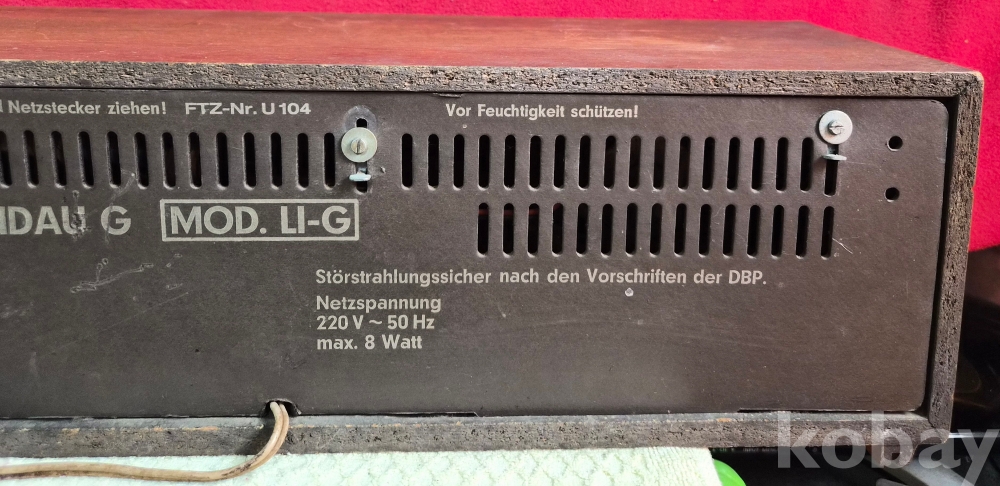 Netzstecker ziehen! FTZ-Nr. U 104
Vor Feuchtigkeit schützen!
NDAU G MOD. LI-G
Störstrahlungssicher nach den Vorschriften der DBP.
Netzspannung
220 V ~ 50 Hz
max. 8 Watt
kobay